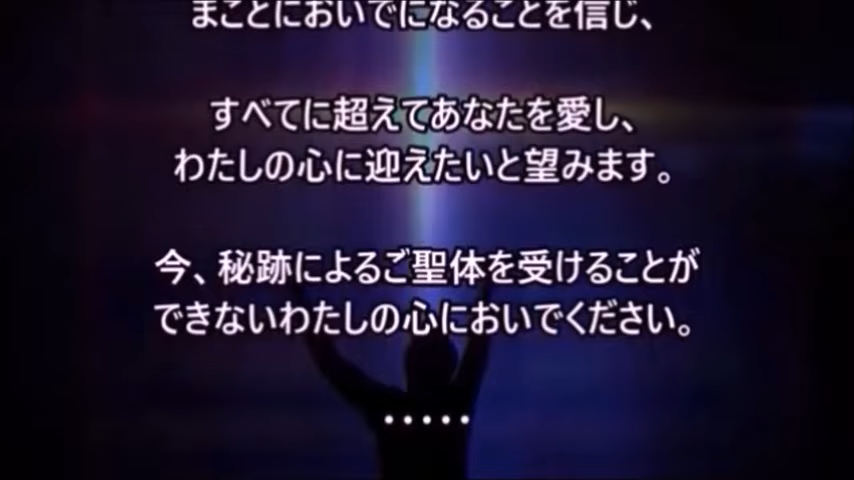 まことにおいでになることを信じ、
すべてに超えてあなたを愛し、
わたしの心に迎えたいと望みます。
今、秘跡によるご聖体を受けることが
できないわたしの心においでください。
・・・・・